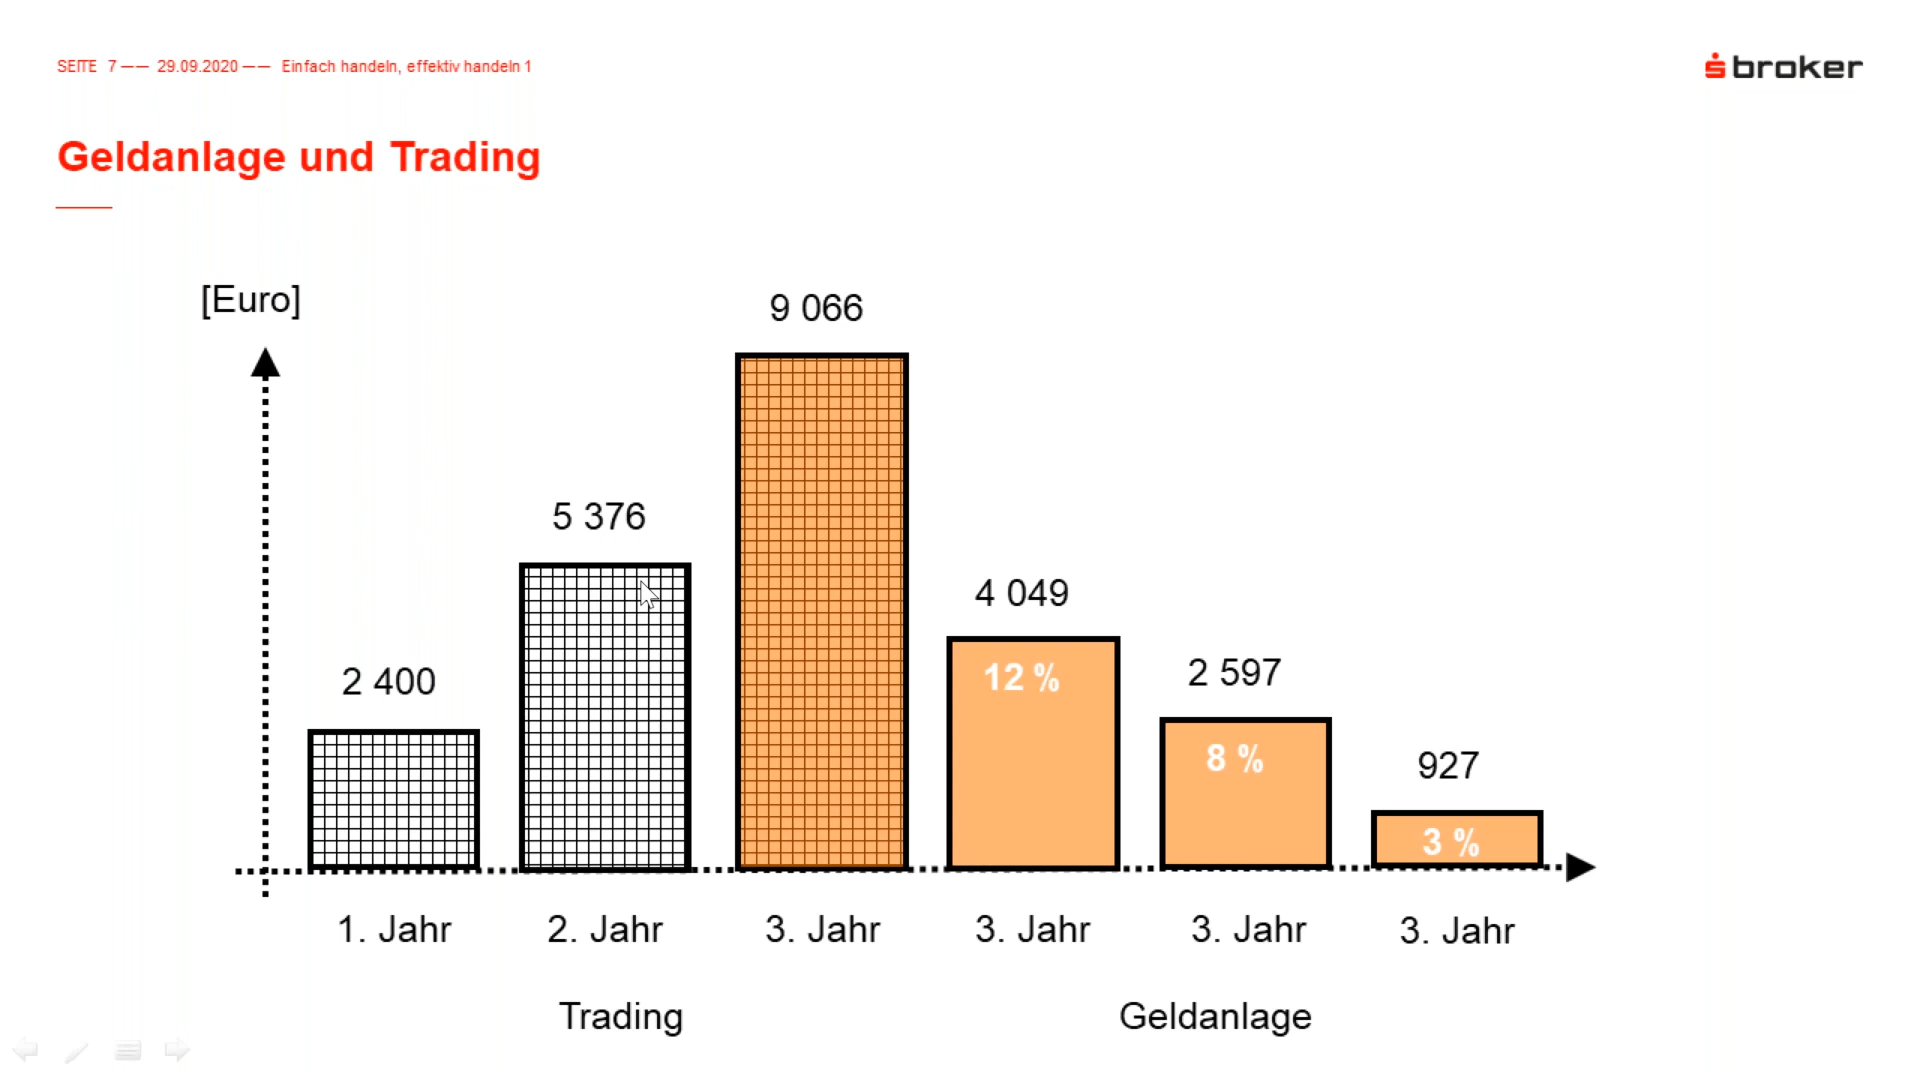 SEITE 7 —— 29.09.2020 —— Einfach handeln, effektiv handeln 1
broker
Geldanlage und Trading
[Euro]
9 066
5 376
4 049
2 597
2 400
927
12 %
8 %
3 %
1. Jahr
2. Jahr
3. Jahr
3. Jahr
3. Jahr
3. Jahr
Trading
Geldanlage